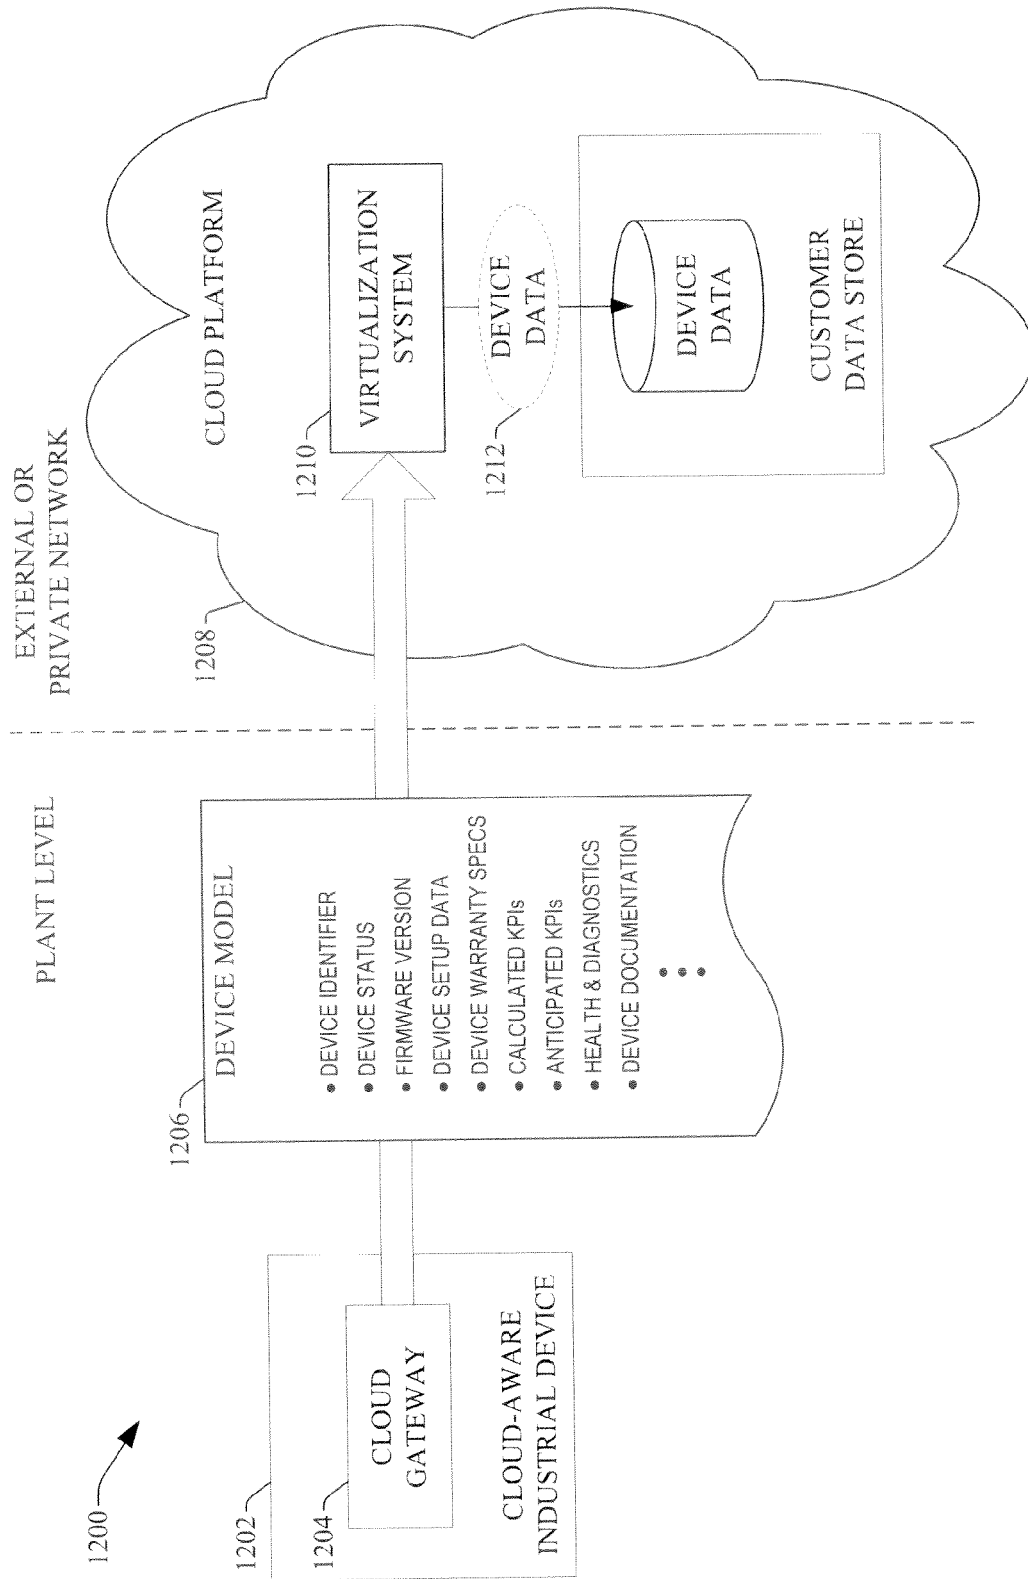 1200
PLANT LEVEL
EXTERNAL OR
PRIVATE NETWORK
1202
1204
CLOUD
GATEWAY
CLOUD-AWARE
INDUSTRIAL DEVICE
1206
DEVICE MODEL
• DEVICE IDENTIFIER
• DEVICE STATUS
• FIRMWARE VERSION
• DEVICE SETUP DATA
• DEVICE WARRANTY SPECS
• CALCULATED KPIs
• ANTICIPATED KPIs
• HEALTH & DIAGNOSTICS
• DEVICE DOCUMENTATION
1208
CLOUD PLATFORM
1210
VIRTUALIZATION
SYSTEM
1212
DEVICE
DATA
DEVICE
DATA
CUSTOMER
DATA STORE